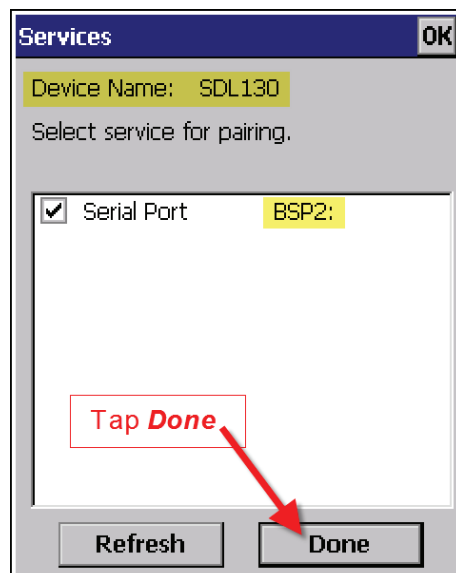 Services OK
Device Name: SDL130
Select service for pairing.
Serial Port BSP2:
Tap Done
Refresh Done